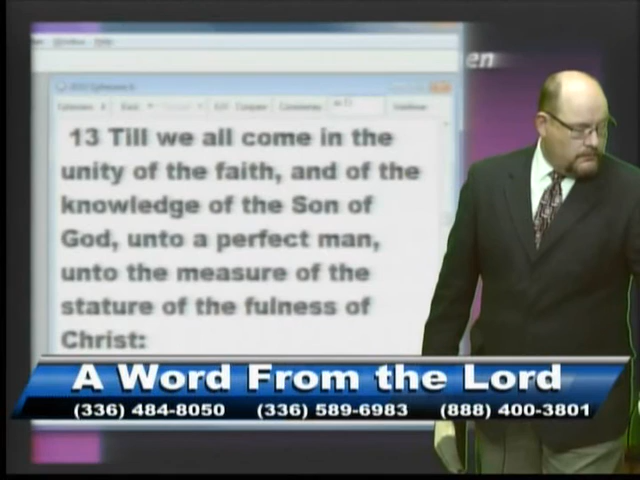 en
13 Till we all come in the
unity of the faith, and of the
knowledge of the Son of
God, unto a perfect man,
unto the measure of the
stature of the fulness of
Christ:
A Word From the Lord
(336) 484-8050 (336) 589-6983 (888) 400-3801